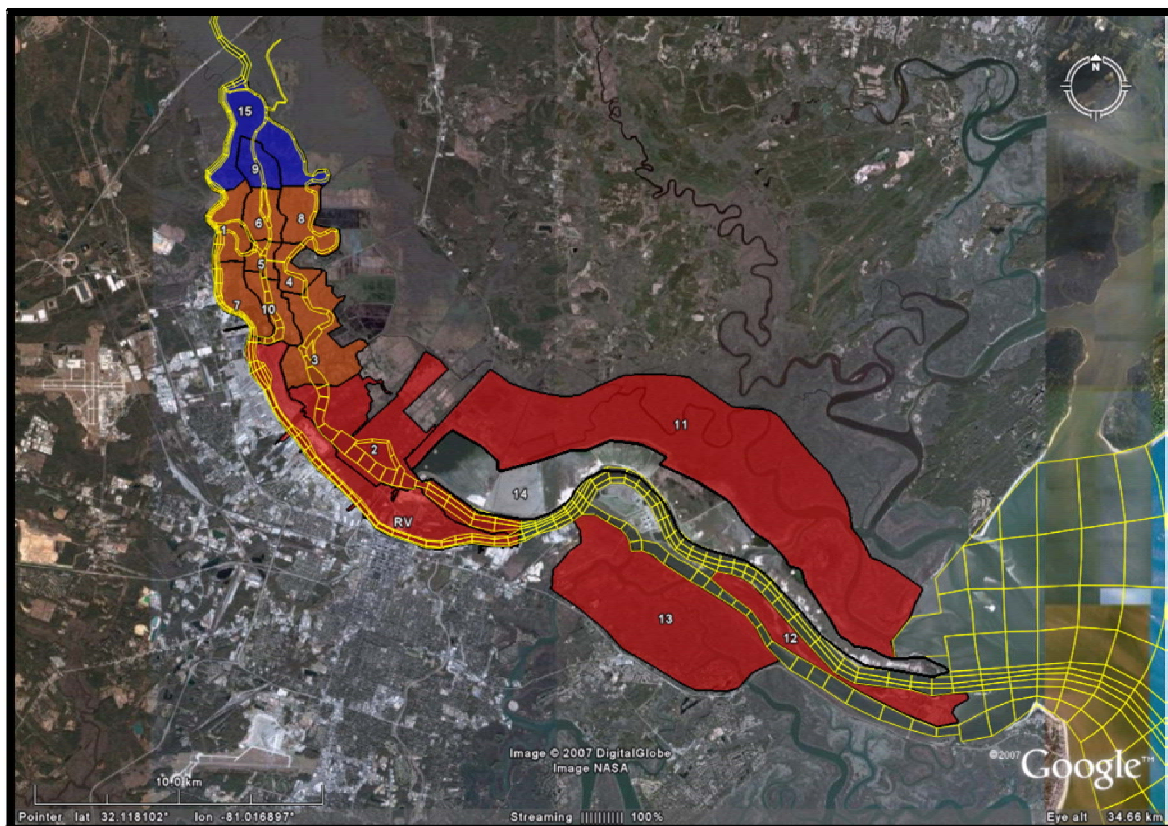 N
15
9
8
6
1
5
4
7
10
3
11
2
14
RV
13
12
Image © 2007 DigitalGlobe
Image NASA
© 2007 Google™
10.0 km
Pointer lat 32.118102° lon -81.016897° Streaming |||||||||| 100% Eye alt 34.66 km